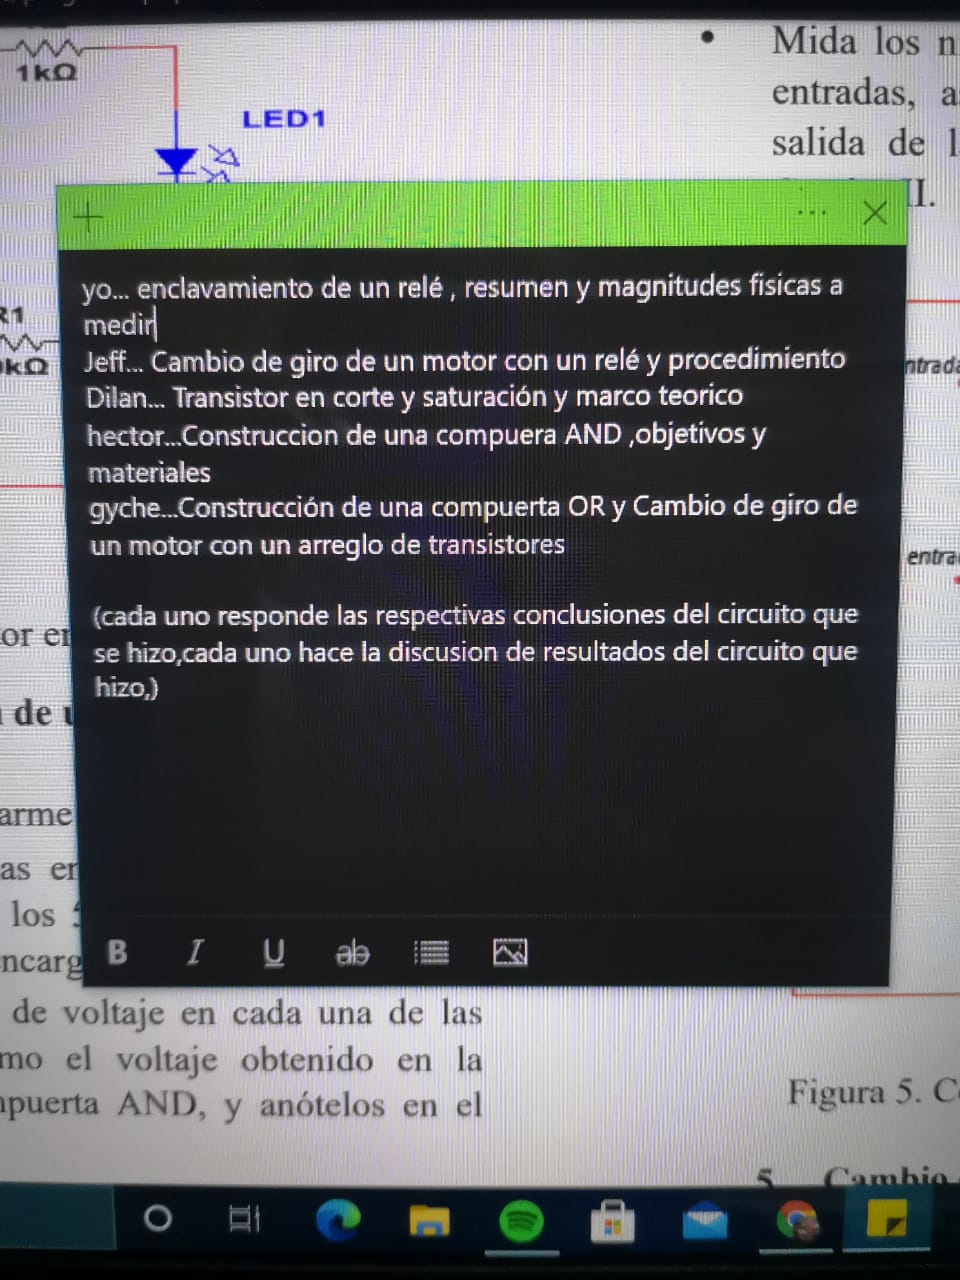 1kΩ
LED1
Mida los
entradas,
salida de
II.
yo... enclavamiento de un relé , resumen y magnitudes fisicas a
medir
Jeff... Cambio de giro de un motor con un relé y procedimiento
Dilan... Transistor en corte y saturación y marco teorico
hector...Construccion de una compuera AND ,objetivos y
materiales
gyche...Construcción de una compuerta OR y Cambio de giro de
un motor con un arreglo de transistores
(cada uno responde las respectivas conclusiones del circuito que
se hizo,cada uno hace la discusion de resultados del circuito que
hizo,)
B I U ab
R1
kΩ
de
arme
as
los
ncarg
de voltaje en cada una de las
mo el voltaje obtenido en la
puerta AND, y anótelos en el
ntrada
entra
Figura 5. C
5. Cambio